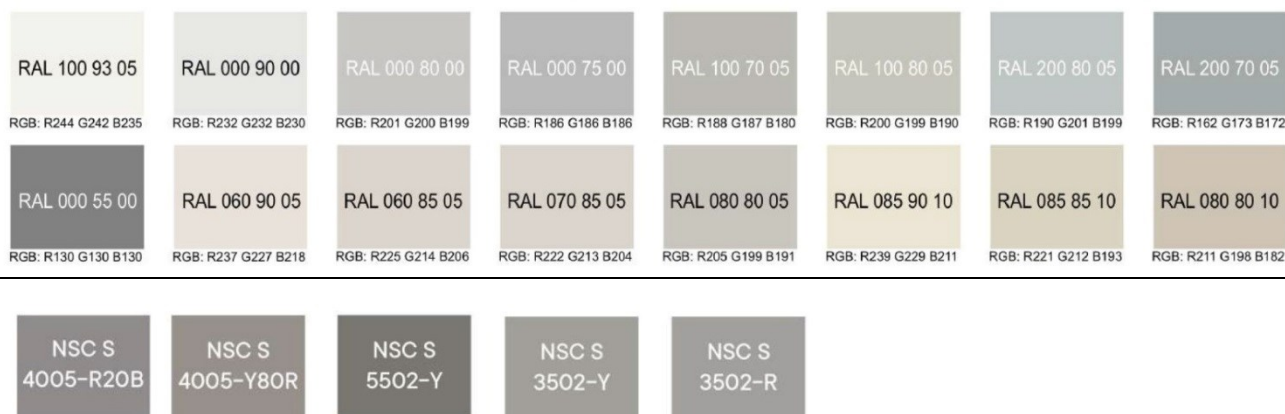 RAL 100 93 05 RAL 000 90 00 RAL 000 80 00 RAL 000 75 00 RAL 100 70 05 RAL 100 80 05 RAL 200 80 05 RAL 200 70 05
RGB: R244 G242 B235 RGB: R232 G232 B230 RGB: R201 G200 B199 RGB: R186 G186 B186 RGB: R188 G187 B180 RGB: R200 G199 B190 RGB: R190 G201 B199 RGB: R162 G173 B172
RAL 000 55 00 RAL 060 90 05 RAL 060 85 05 RAL 070 85 05 RAL 080 80 05 RAL 085 90 10 RAL 085 85 10 RAL 080 80 10
RGB: R130 G130 B130 RGB: R237 G227 B218 RGB: R225 G214 B206 RGB: R222 G213 B204 RGB: R205 G199 B191 RGB: R239 G229 B211 RGB: R221 G212 B193 RGB: R211 G198 B182
NSC S NSC S NSC S NSC S NSC S
4005-R20B 4005-Y80R 5502-Y 3502-Y 3502-R